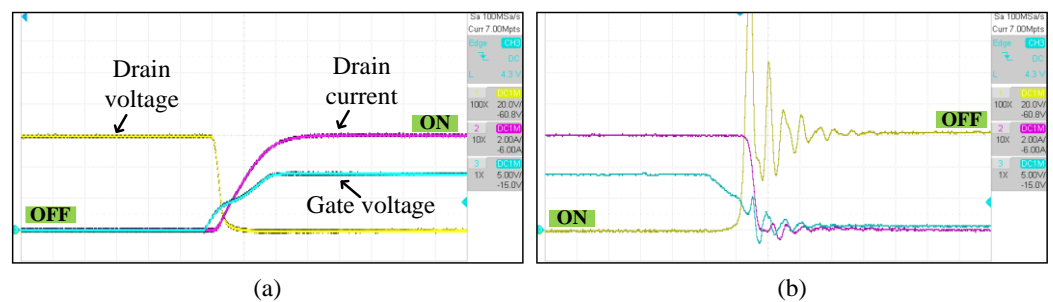 Sa 100MSa/s
Curr 7.00Mpts
Edge CH3
DC
L 4.3 V
1 DC1M
100X 20.0V/
-60.8V
2 DC1M
10X 2.00A/
-6.00A
3 DC1M
1X 5.00V/
-15.0V
Drain
voltage
Drain
current
ON
OFF
Gate voltage
(a)
Sa 100MSa/s
Curr 7.00Mpts
Edge CH3
DC
L 4.3 V
DC1M
100X 20.0V/
-60.8V
2 DC1M
10X 2.00A/
-6.00A
3 DC1M
1X 5.00V/
-15.0V
OFF
ON
(b)